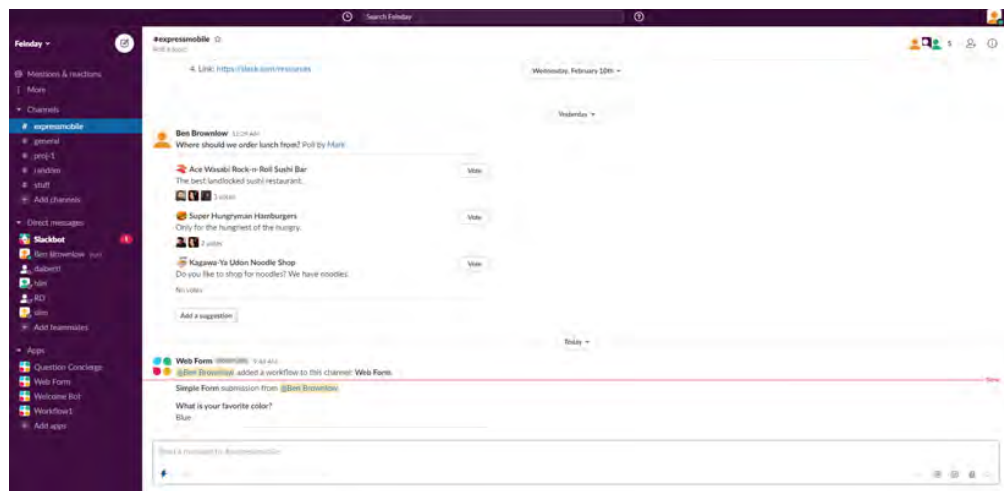 Search Feinday
Feinday
#expressmobile
5
4. Link: https://slack.com/resources
Wednesday, February 10th
Mentions & reactions
More
Channels
# expressmobile
# general
# proj-1
# random
# stuff
+ Add channels
Direct messages
Slackbot
1
Ben Brownlow
+ Add teammates
Apps
Question Concierge
Web Form
Welcome Bot
Workflow1
+ Add apps
Yesterday
Ben Brownlow
Where should we order lunch from? Poll by Mark
Ace Wasabi Rock-n-Roll Sushi Bar
Vote
The best landlocked sushi restaurant.
3 votes
Super Hungryman Hamburgers
Vote
Only for the hungriest of the hungry.
2 votes
Kagawa-Ya Udon Noodle Shop
Vote
Do you like to shop for noodles? We have noodles.
No votes
Add a suggestion
Today
Web Form
@Ben Brownlow added a workflow to this channel: Web Form.
New
Simple Form submission from @Ben Brownlow
What is your favorite color?
Blue
Send a message to #expressmobile